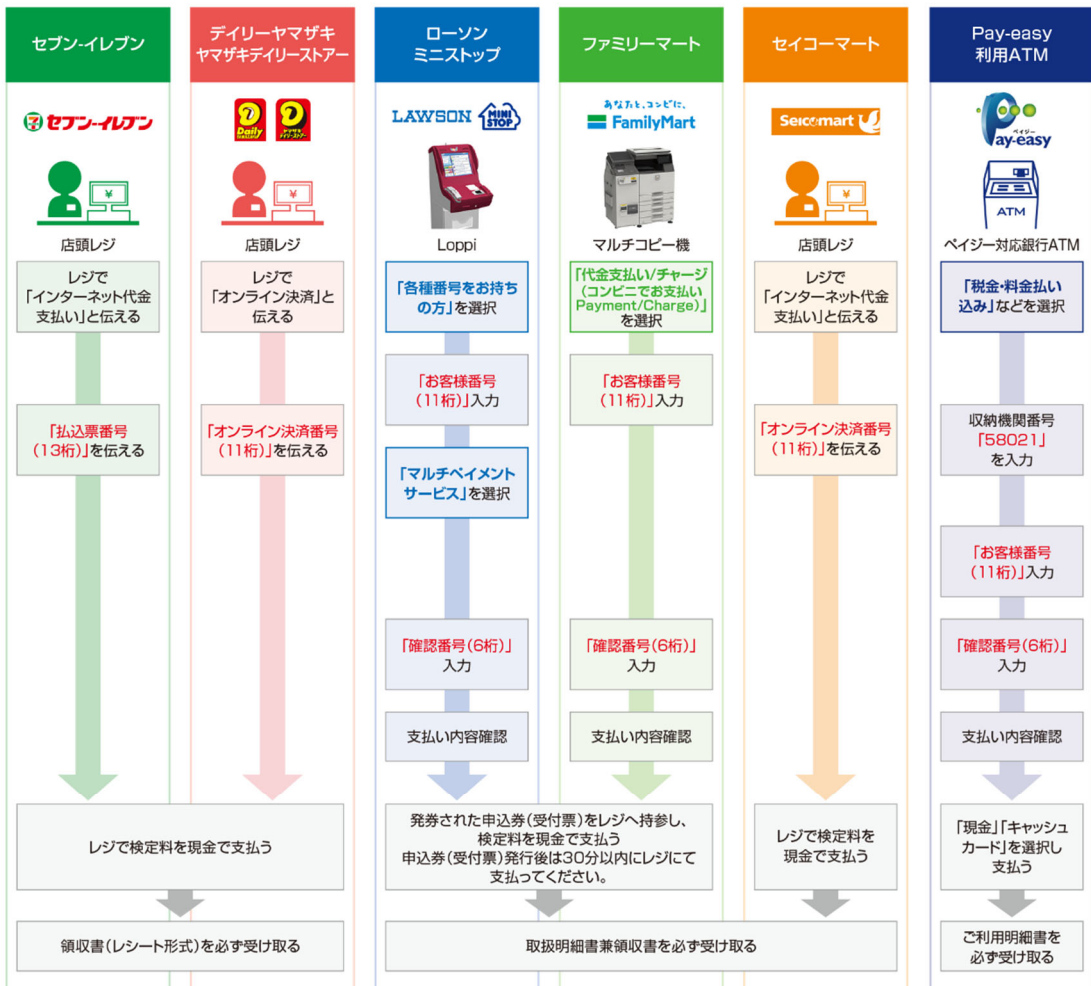 セブン-イレブン
デイリーヤマザキ
ヤマザキデイリーストアー
ローソン
ミニストップ
ファミリーマート
セイコーマート
Pay-easy
利用ATM
セブン-イレブン
Daily
YAMAZAKI
ヤマザキ
デイリーストアー
LAWSON
MINI
STOP
あなたと、コンビに、
FamilyMart
Seicomart
ペイジー
Pay-easy
¥
¥
¥
ATM
店頭レジ
店頭レジ
Loppi
マルチコピー機
店頭レジ
ペイジー対応銀行ATM
レジで
「インターネット代金
支払い」と伝える
レジで
「オンライン決済」と
伝える
「各種番号をお持ち
の方」を選択
「代金支払い/チャージ
(コンビニでお支払い
Payment/Charge)」
を選択
レジで
「インターネット代金
支払い」と伝える
「税金・料金払い
込み」などを選択
「お客様番号
(11桁)」入力
「お客様番号
(11桁)」入力
「払込票番号
(13桁)」を伝える
「オンライン決済番号
(11桁)」を伝える
「マルチペイメント
サービス」を選択
「オンライン決済番号
(11桁)」を伝える
収納機関番号
「58021」
を入力
「お客様番号
(11桁)」入力
「確認番号(6桁)」
入力
「確認番号(6桁)」
入力
「確認番号(6桁)」
入力
支払い内容確認
支払い内容確認
支払い内容確認
レジで検定料を現金で支払う
発券された申込券(受付票)をレジへ持参し、
検定料を現金で支払う
申込券(受付票)発行後は30分以内にレジにて
支払ってください。
レジで検定料を
現金で支払う
「現金」「キャッシュ
カード」を選択し
支払う
領収書(レシート形式)を必ず受け取る
取扱明細書兼領収書を必ず受け取る
ご利用明細書を
必ず受け取る